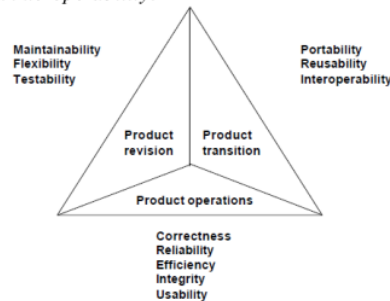 Maintainability
Flexibility
Testability
Portability
Reusability
Interoperability
Product
revision
Product
transition
Product operations
Correctness
Reliability
Efficiency
Integrity
Usability